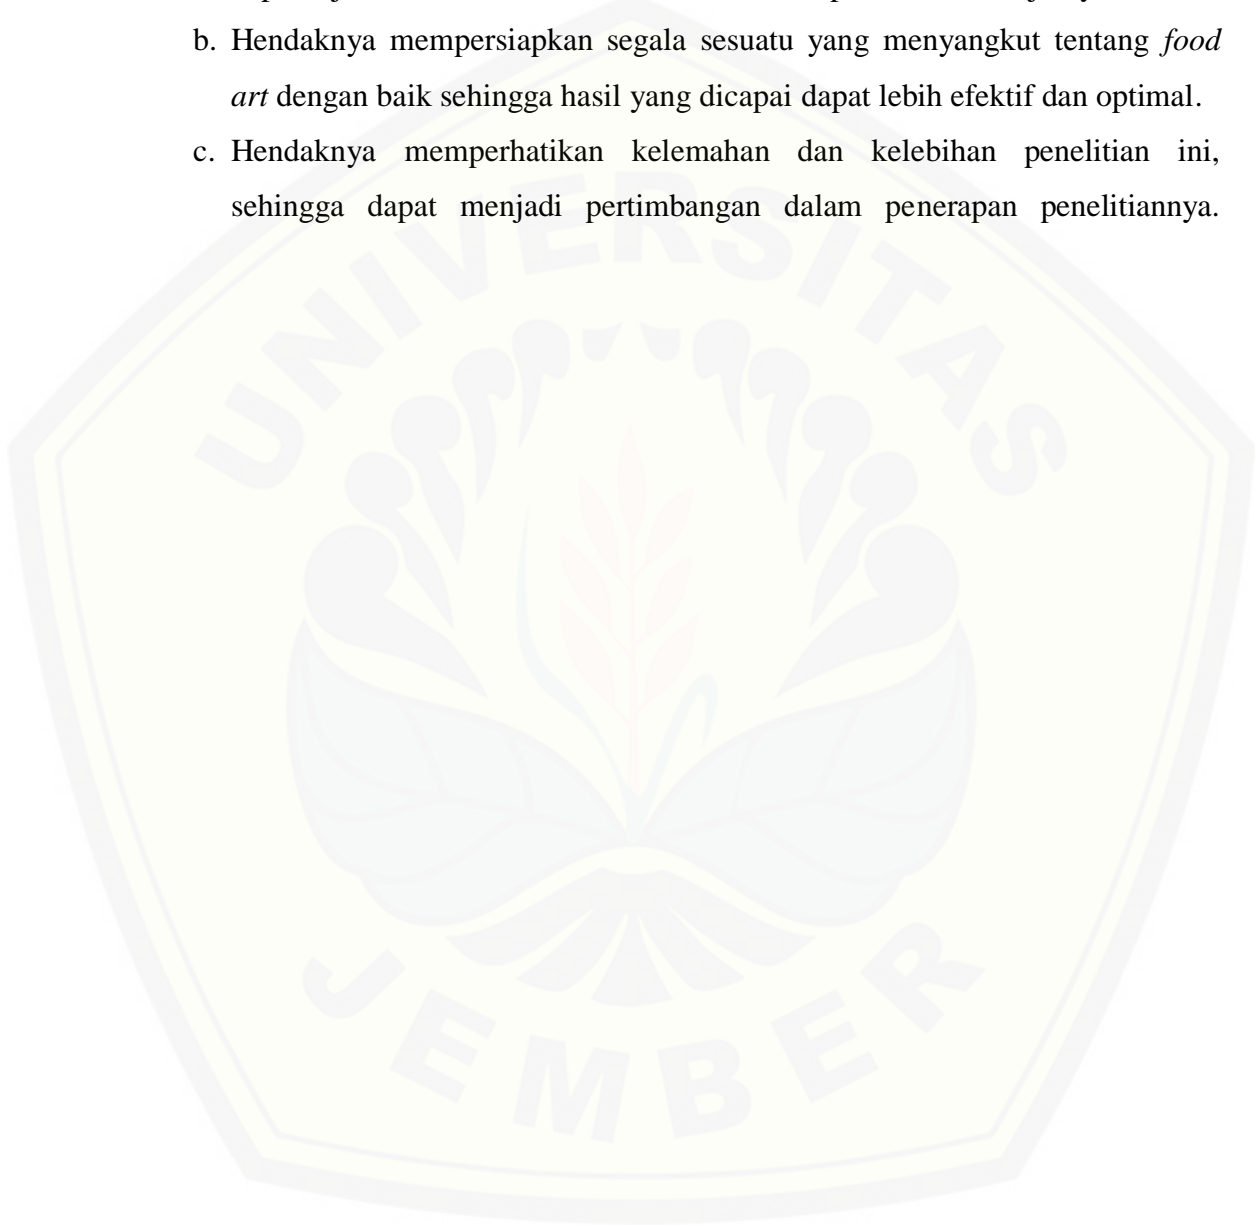 b. Hendaknya mempersiapkan segala sesuatu yang menyangkut tentang food
art dengan baik sehingga hasil yang dicapai dapat lebih efektif dan optimal.
c. Hendaknya memperhatikan kelemahan dan kelebihan penelitian ini,
sehingga dapat menjadi pertimbangan dalam penerapan penelitiannya.
UNIVERSITAS
JEMBER